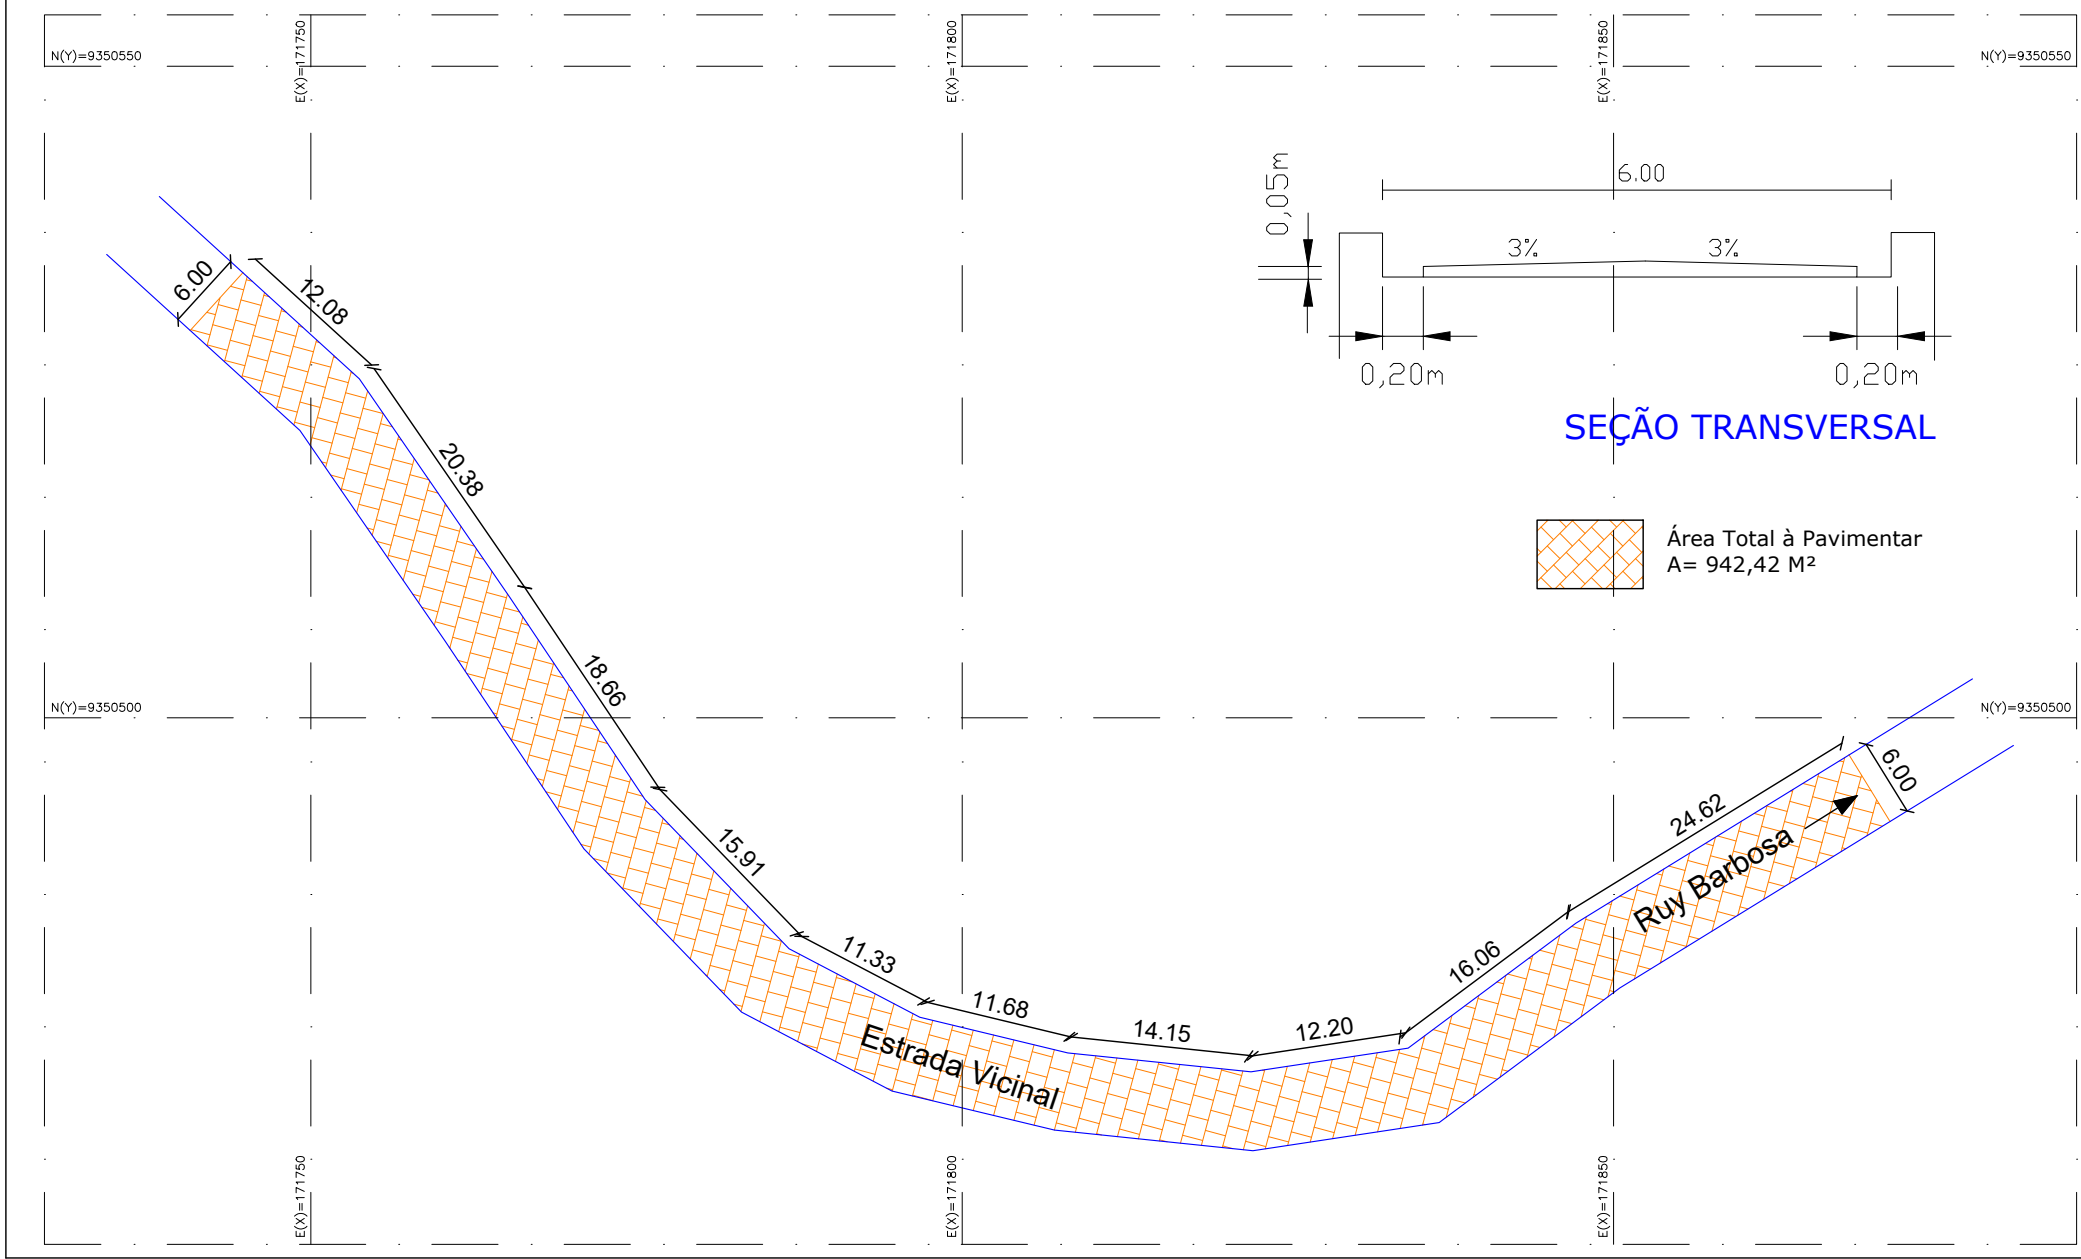 E(X)=171750
E(X)=171800
E(X)=171850
N(Y)=9350550
N(Y)=9350550
6.00
0,05m
3%
3%
0,20m
0,20m
SEÇÃO TRANSVERSAL
Área Total à Pavimentar
A= 942,42 M²
6.00
12.08
20.38
18.66
15.91
11.33
11.68
14.15
12.20
16.06
24.62
6.00
N(Y)=9350500
N(Y)=9350500
Ruy Barbosa
Estrada Vicinal
E(X)=171750
E(X)=171800
E(X)=171850